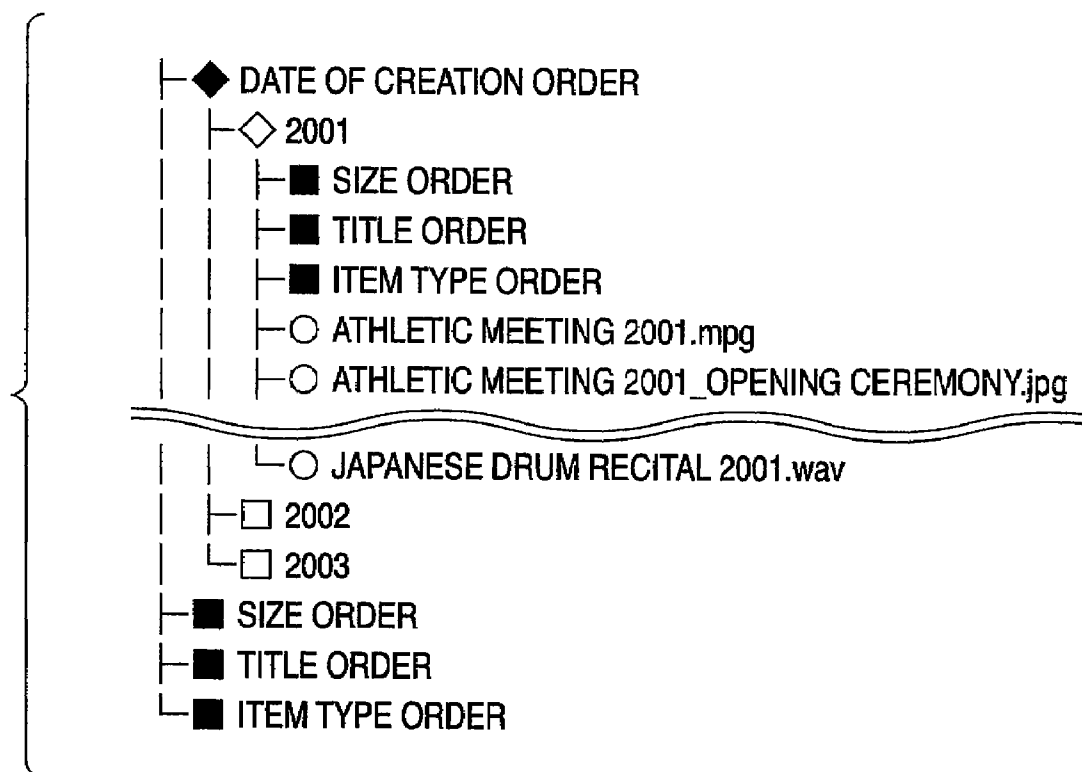 DATE OF CREATION ORDER
2001
SIZE ORDER
TITLE ORDER
ITEM TYPE ORDER
ATHLETIC MEETING 2001.mpg
ATHLETIC MEETING 2001_OPENING CEREMONY.jpg
JAPANESE DRUM RECITAL 2001.wav
2002
2003
SIZE ORDER
TITLE ORDER
ITEM TYPE ORDER